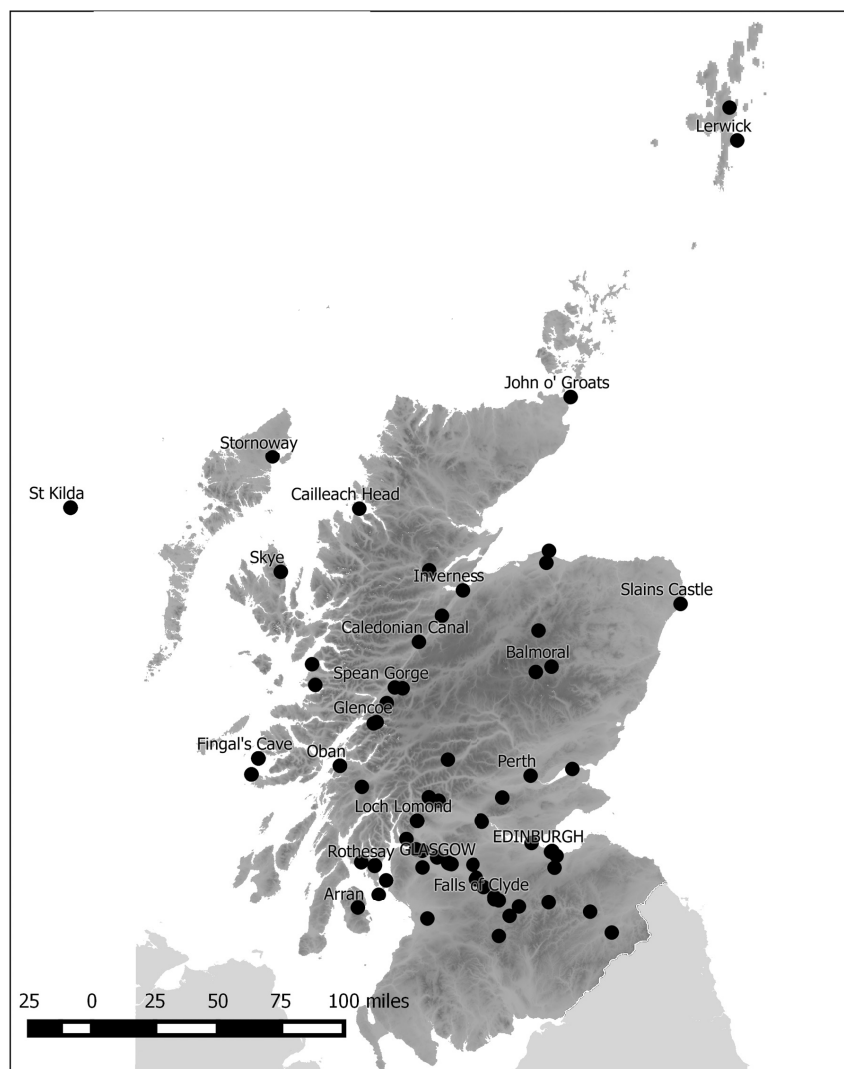 Lerwick
John o' Groats
Stornoway
St Kilda
Cailleach Head
Skye
Inverness
Slains Castle
Caledonian Canal
Balmoral
Spean Gorge
Glencoe
Fingal's Cave
Oban
Perth
Loch Lomond
EDINBURGH
Rothesay
GLASGOW
Falls of Clyde
Arran
25 0 25 50 75 100 miles